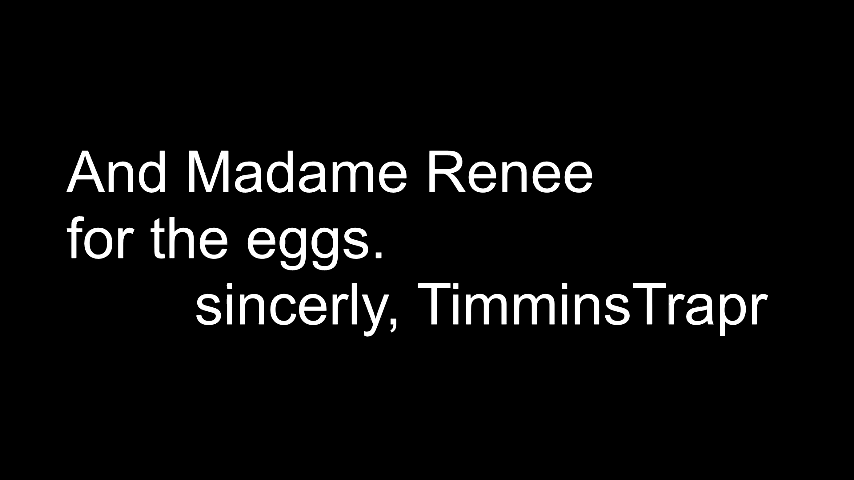 And Madame Renee
for the eggs.
sincerly, TimminsTrapr